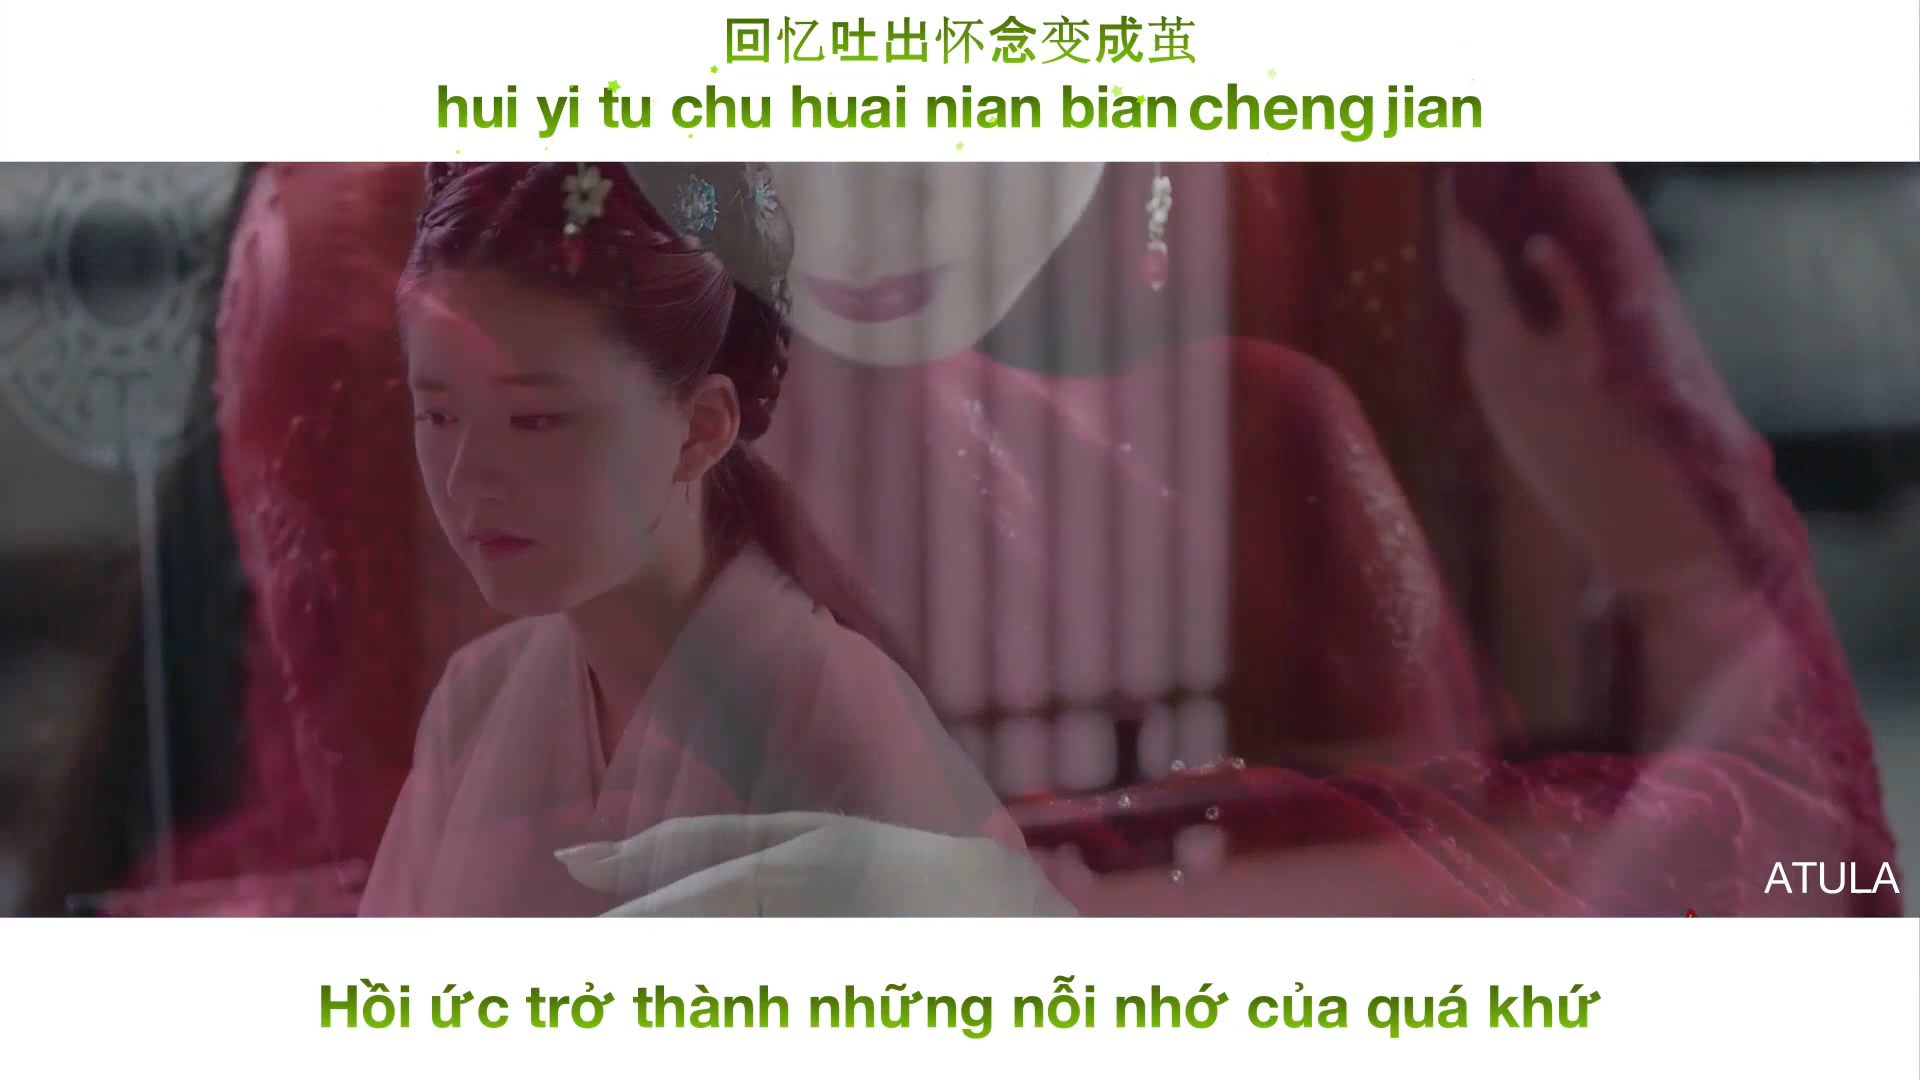 回忆吐出怀念变成茧
hui yi tu chu huai nian bian cheng jian
ATULA
Hồi ức trở thành những nỗi nhớ của quá khứ